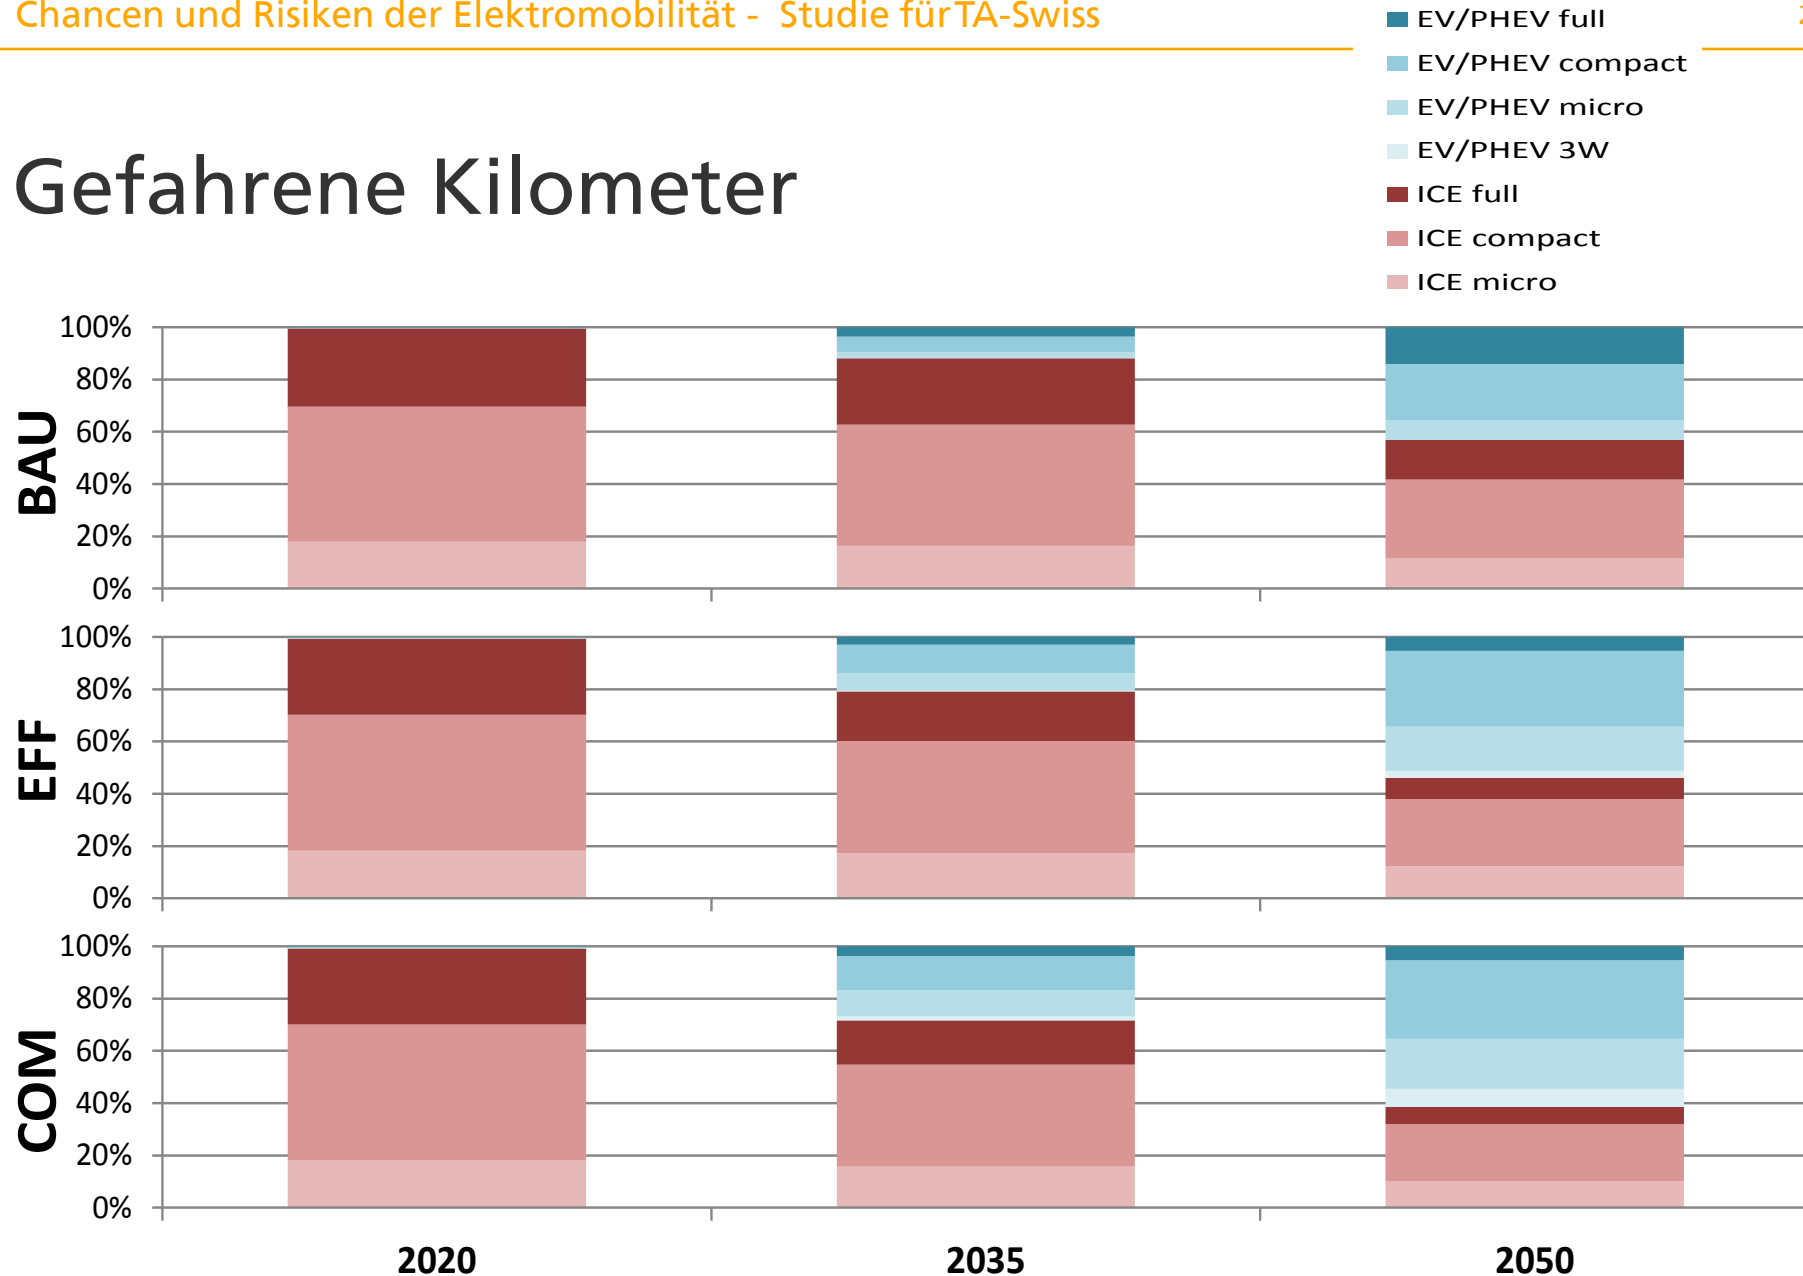 Chancen und Risiken der Elektromobilität - Studie für TA-Swiss
EV/PHEV full
EV/PHEV compact
EV/PHEV micro
EV/PHEV 3W
ICE full
ICE compact
ICE micro
Gefahrene Kilometer
BAU
100%
80%
60%
40%
20%
0%
EFF
100%
80%
60%
40%
20%
0%
COM
100%
80%
60%
40%
20%
0%
2020 2035 2050